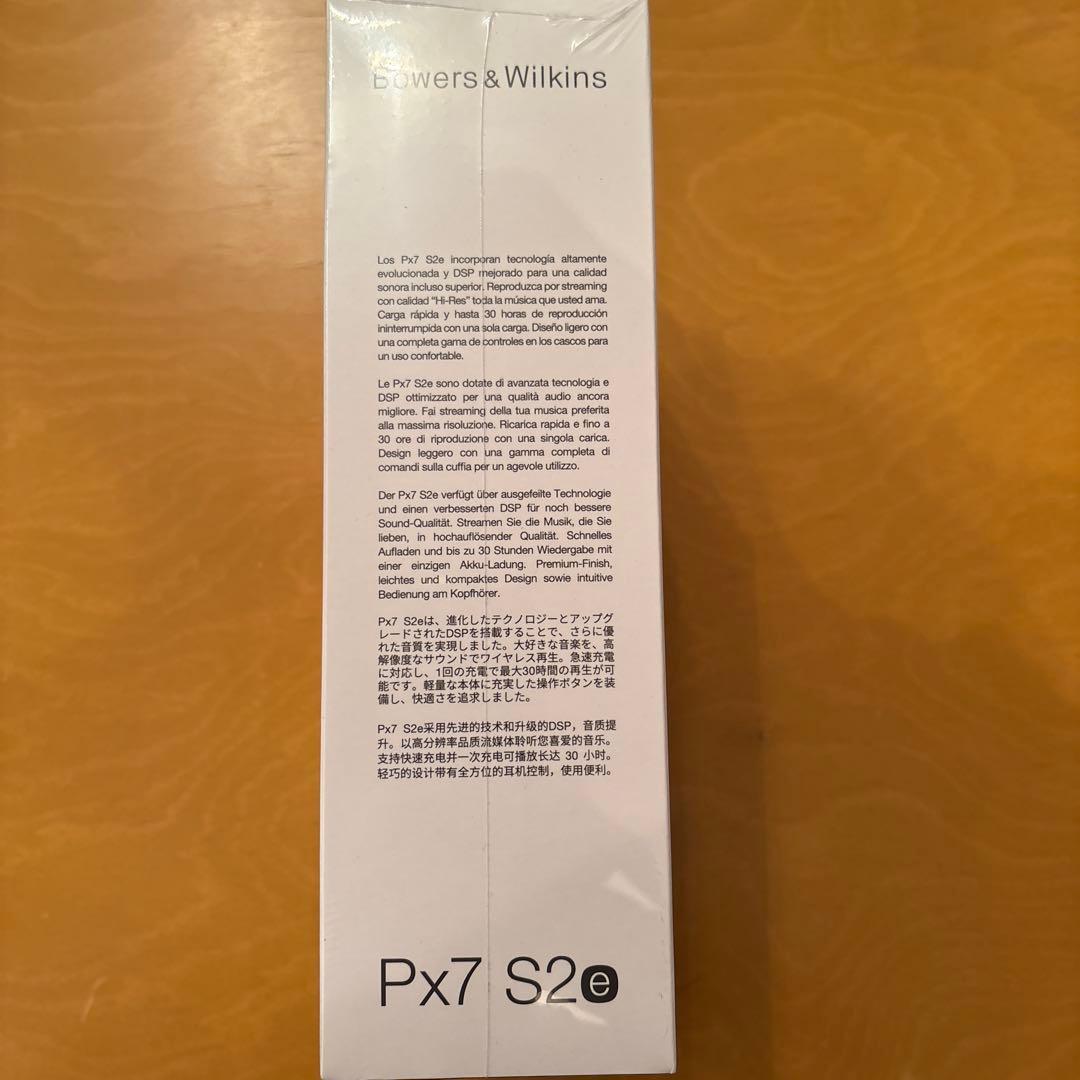 Bowers & Wilkins
Los Px7 S2e incorporan tecnología altamente
evolucionada y DSP mejorado para una calidad
sonora incluso superior. Reproduzca por streaming
con calidad “Hi-Res” toda la música que usted ama.
Carga rápida y hasta 30 horas de reproducción
ininterrumpida con una sola carga. Diseño ligero con
una completa gama de controles en los cascos para
un uso confortable.
Le Px7 S2e sono dotate di avanzata tecnologia e
DSP ottimizzato per una qualità audio ancora
migliore. Fai streaming della tua musica preferita
alla massima risoluzione. Ricarica rapida e fino a
30 ore di riproduzione con una singola carica.
Design leggero con una gamma completa di
comandi sulla cuffia per un agevole utilizzo.
Der Px7 S2e verfügt über ausgefeilte Technologie
und einen verbesserten DSP für noch bessere
Sound-Qualität. Streamen Sie die Musik, die Sie
lieben, in hochauflösender Qualität. Schnelles
Aufladen und bis zu 30 Stunden Wiedergabe mit
einer einzigen Akku-Ladung. Premium-Finish,
leichtes und kompaktes Design sowie intuitive
Bedienung am Kopfhörer.
Px7 S2eは、進化したテクノロジーとアップグ
レードされたDSPを搭載することで、さらに優
れた音質を実現しました。大好きな音楽を、高
解像度なサウンドでワイヤレス再生。急速充電
に対応し、1回の充電で最大30時間の再生が可
能です。軽量な本体に充実した操作ボタンを装
備し、快適さを追求しました。
Px7 S2e采用先进的技术和升级的DSP，音质提
升。以高分辨率品质流媒体聆听您喜爱的音乐。
支持快速充电并一次充电可播放长达 30 小时。
轻巧的设计带有全方位的耳机控制，使用便利。
Px7 S2e